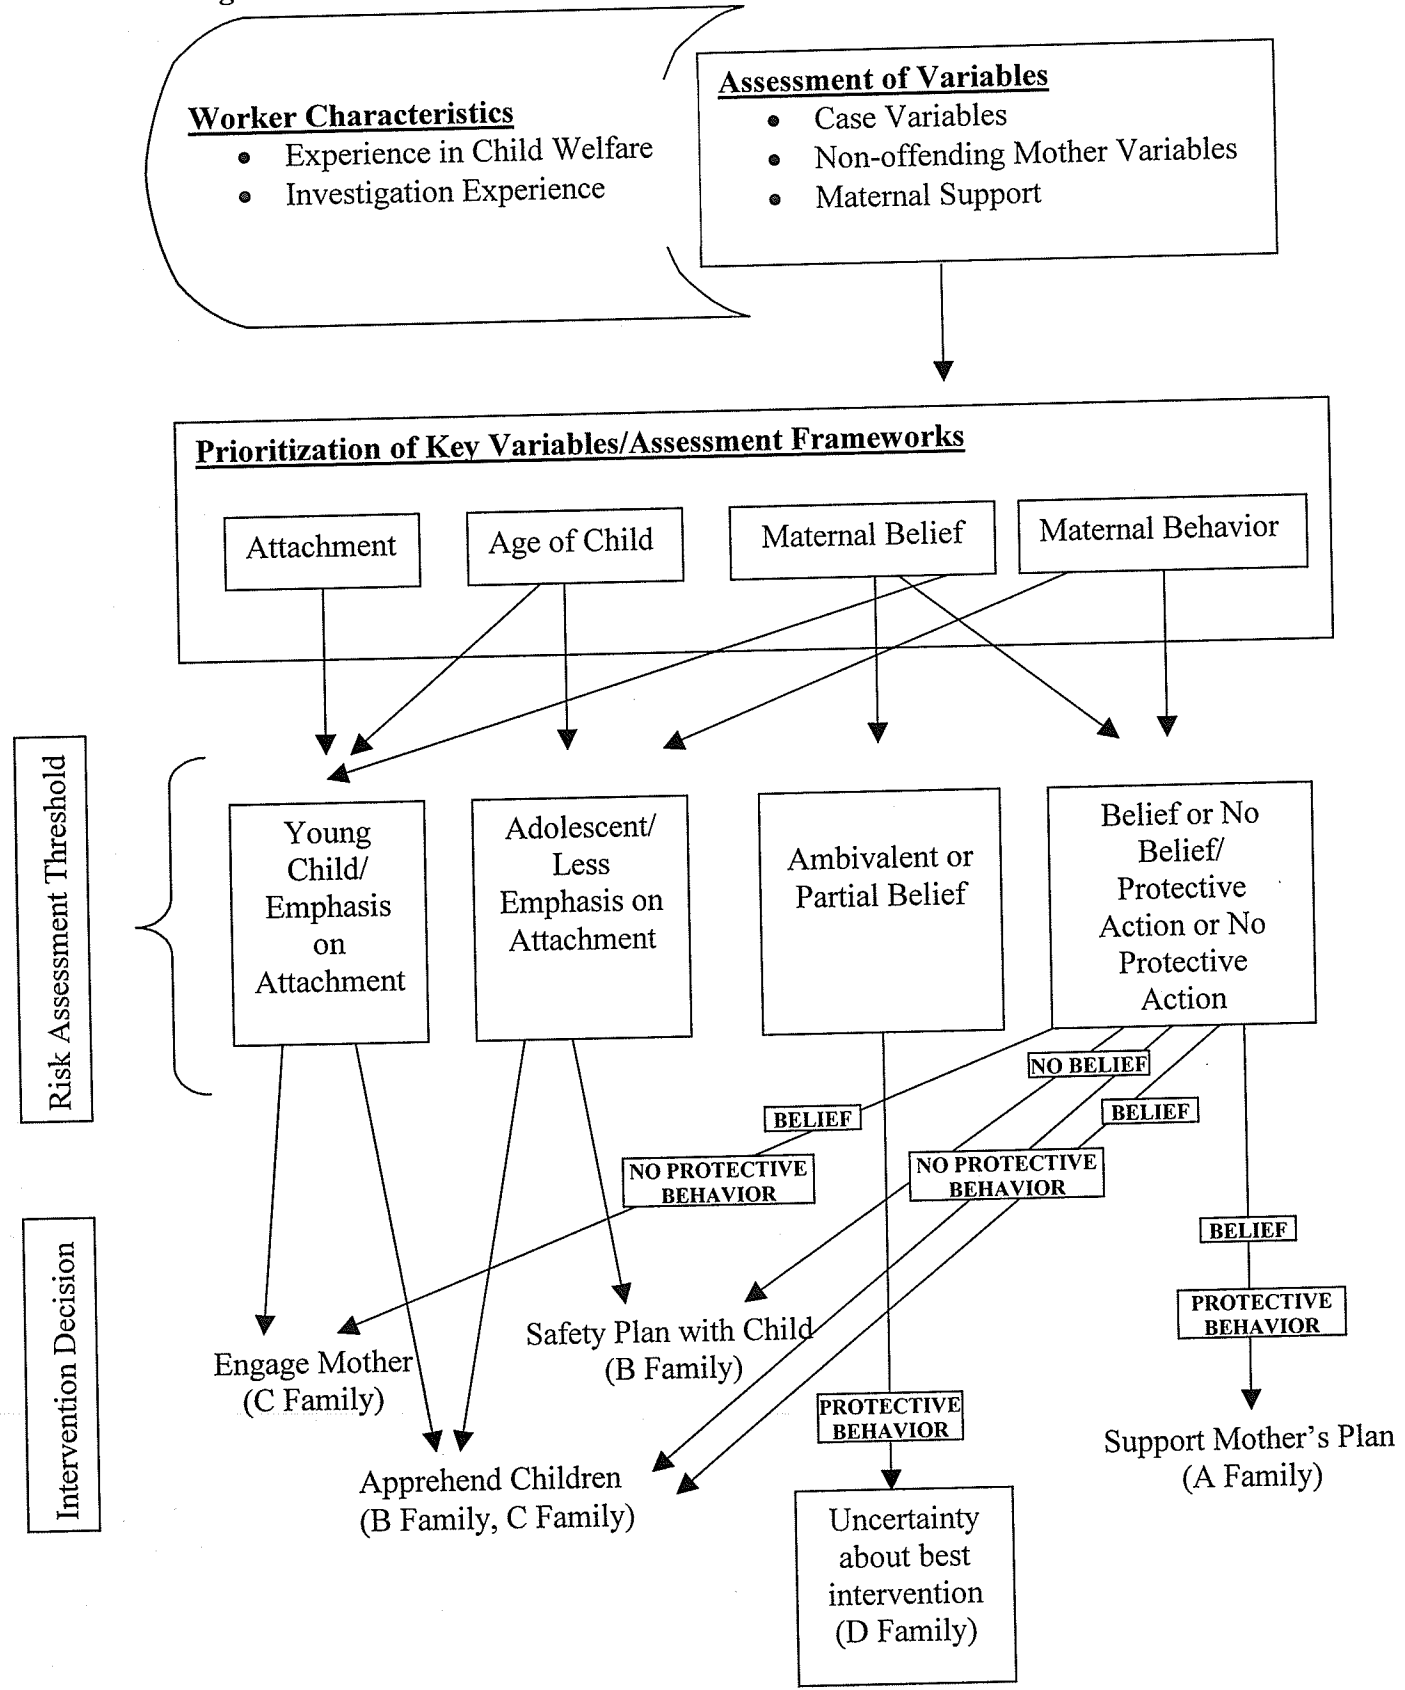 Worker Characteristics
• Experience in Child Welfare
• Investigation Experience
Assessment of Variables
• Case Variables
• Non-offending Mother Variables
• Maternal Support
Prioritization of Key Variables/Assessment Frameworks
Attachment
Age of Child
Maternal Belief
Maternal Behavior
Risk Assessment Threshold
Young
Child/
Emphasis
on
Attachment
Adolescent/
Less
Emphasis on
Attachment
Ambivalent or
Partial Belief
Belief or No
Belief/
Protective
Action or No
Protective
Action
NO BELIEF
BELIEF
BELIEF
NO PROTECTIVE
BEHAVIOR
NO PROTECTIVE
BEHAVIOR
BELIEF
PROTECTIVE
BEHAVIOR
Intervention Decision
Engage Mother
(C Family)
Safety Plan with Child
(B Family)
PROTECTIVE
BEHAVIOR
Support Mother's Plan
(A Family)
Apprehend Children
(B Family, C Family)
Uncertainty
about best
intervention
(D Family)